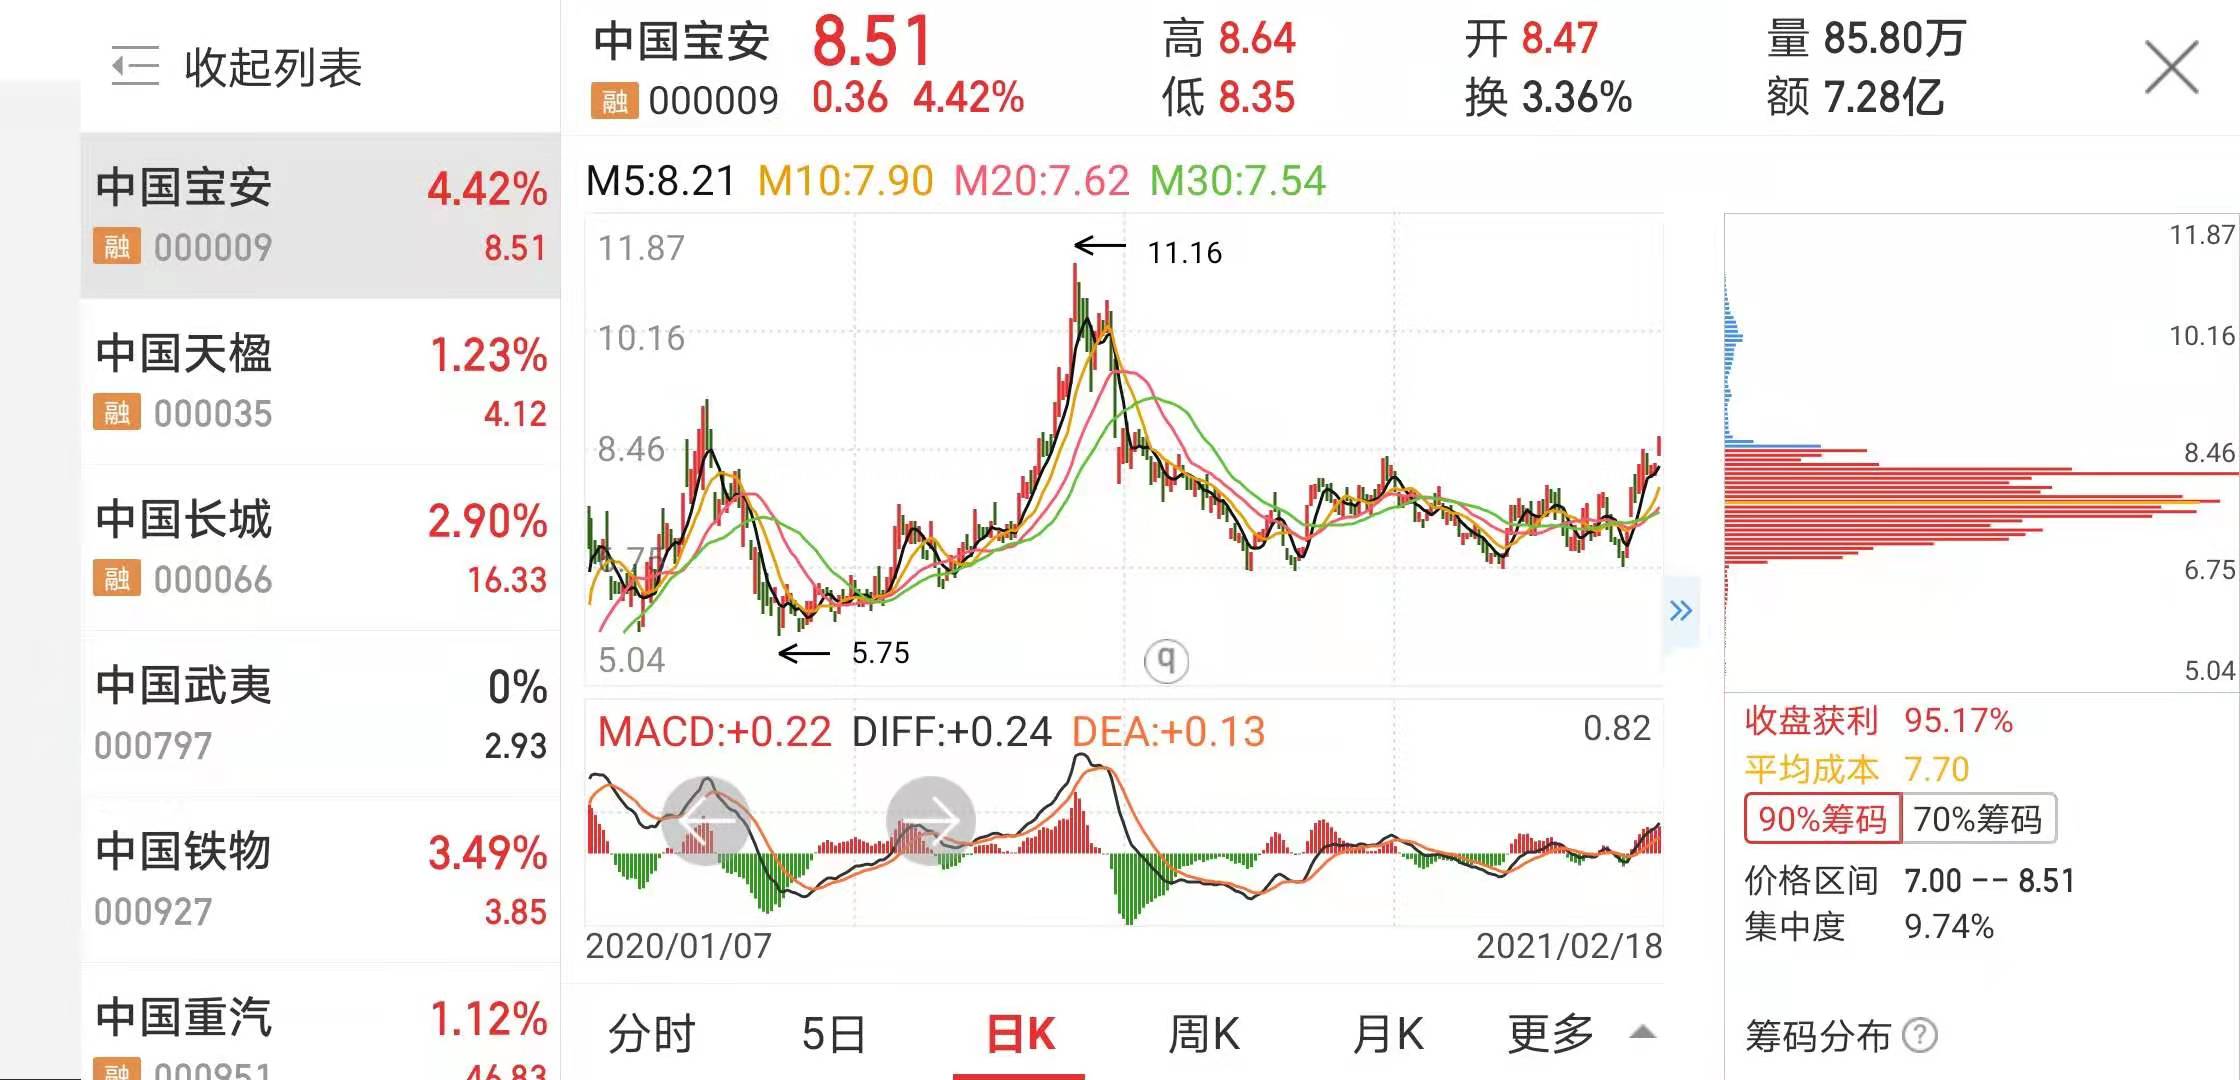 收起列表
中国宝安 4.42%
融 000009 8.51
中国天楹 1.23%
融 000035 4.12
中国长城 2.90%
融 000066 16.33
中国武夷 0%
000797 2.93
中国铁物 3.49%
000927 3.85
中国重汽 1.12%
融 000951 46.83
中国宝安 8.51 高 8.64 开 8.47 量 85.80万
融 000009 0.36 4.42% 低 8.35 换 3.36% 额 7.28亿
M5:8.21 M10:7.90 M20:7.62 M30:7.54
11.87
11.16
10.16
8.46
6.75
5.75
5.04
q
MACD:+0.22 DIFF:+0.24 DEA:+0.13 0.82
2020/01/07 2021/02/18
分时 5日 日K 周K 月K 更多
11.87
10.16
8.46
6.75
5.04
收盘获利 95.17%
平均成本 7.70
90%筹码 70%筹码
价格区间 7.00 -- 8.51
集中度 9.74%
筹码分布 ?